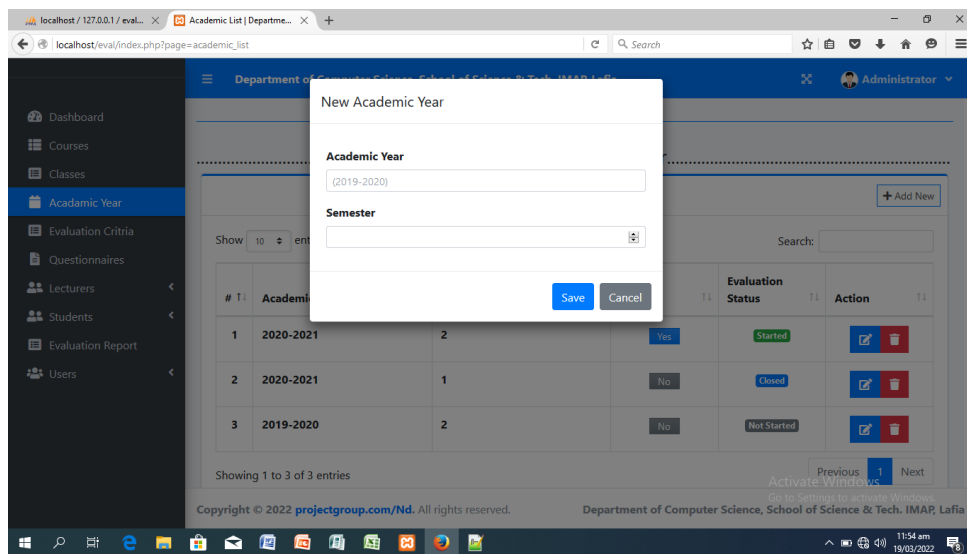 localhost / 127.0.0.1 / eval...
Academic List | Departme...
localhost/eval/index.php?page=academic_list
Search
Department of Computer Science, School of Science & Tech. IMAP Lafia
Administrator
New Academic Year
Dashboard
Courses
Classes
Acadamic Year
Evaluation Critria
Questionnaires
Lecturers
Students
Evaluation Report
Users
Academic Year
(2019-2020)
Semester
Save
Cancel
Add New
Show 10 ent
Search:
# Academi
Evaluation Status
Action
1 2020-2021 2 Yes Started
2 2020-2021 1 No Closed
3 2019-2020 2 No Not Started
Showing 1 to 3 of 3 entries
Previous 1 Next
Activate Windows
Go to Settings to activate Windows.
Copyright © 2022 projectgroup.com/Nd. All rights reserved.
Department of Computer Science, School of Science & Tech. IMAP, Lafia
11:54 am
19/03/2022
8